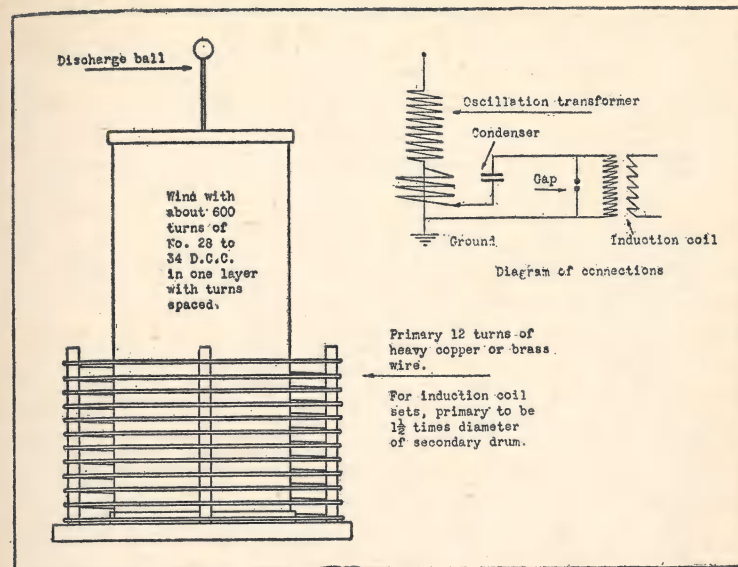 Discharge ball
Oscillation transformer
Condenser
Gap
Ground
Induction coil
Diagram of connections
Wind with
about 600
turns of
No. 28 to
34 D.C.C.
in one layer
with turns
spaced.
Primary 12 turns of
heavy copper or brass
wire.
For induction coil
sets, primary to be
1½ times diameter
of secondary drum.